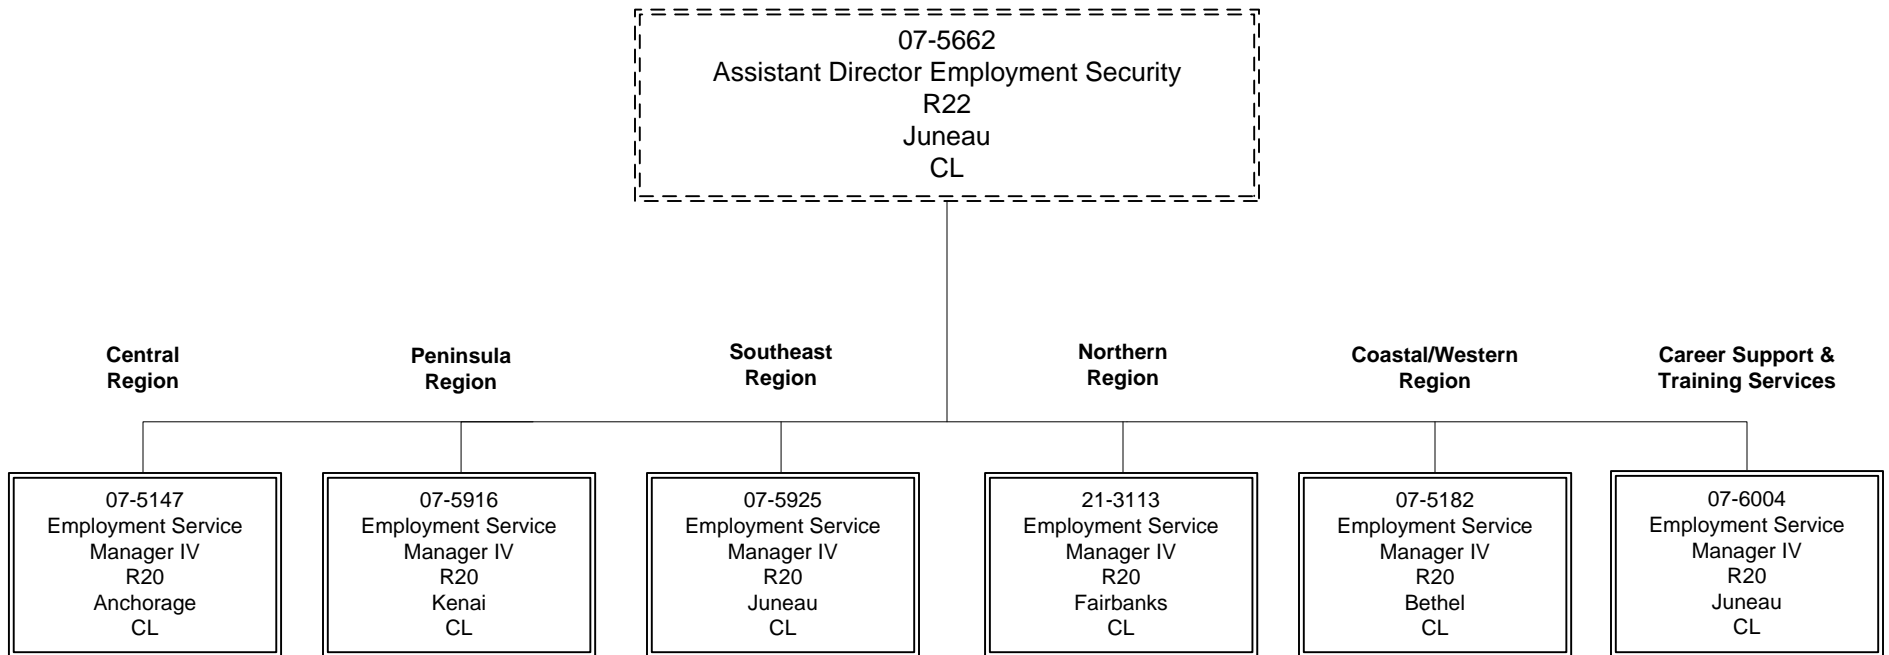 07-5662
Assistant Director Employment Security
R22
Juneau
CL
Central
Region
Peninsula
Region
Southeast
Region
Northern
Region
Coastal/Western
Region
Career Support &
Training Services
07-5147
Employment Service
Manager IV
R20
Anchorage
CL
07-5916
Employment Service
Manager IV
R20
Kenai
CL
07-5925
Employment Service
Manager IV
R20
Juneau
CL
21-3113
Employment Service
Manager IV
R20
Fairbanks
CL
07-5182
Employment Service
Manager IV
R20
Bethel
CL
07-6004
Employment Service
Manager IV
R20
Juneau
CL